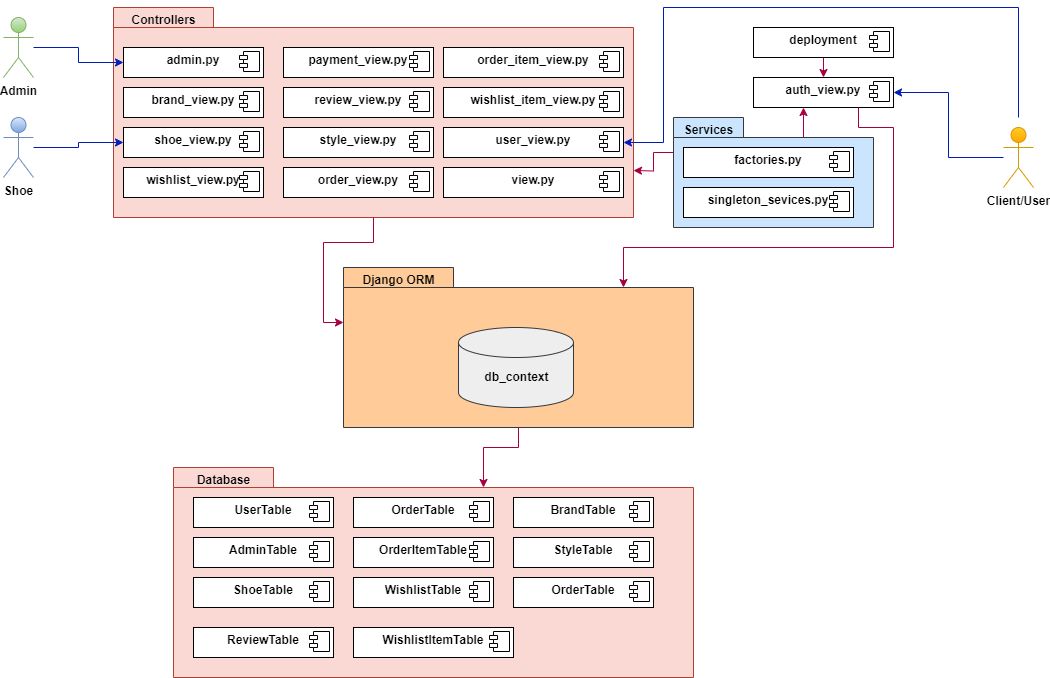 Admin
Shoe
Controllers
admin.py
payment_view.py
order_item_view.py
brand_view.py
review_view.py
wishlist_item_view.py
shoe_view.py
style_view.py
user_view.py
wishlist_view.py
order_view.py
view.py
deployment
auth_view.py
Services
factories.py
singleton_sevices.py
Client/User
Django ORM
db_context
Database
UserTable
OrderTable
BrandTable
AdminTable
OrderItemTable
StyleTable
ShoeTable
WishlistTable
OrderTable
ReviewTable
WishlistItemTable